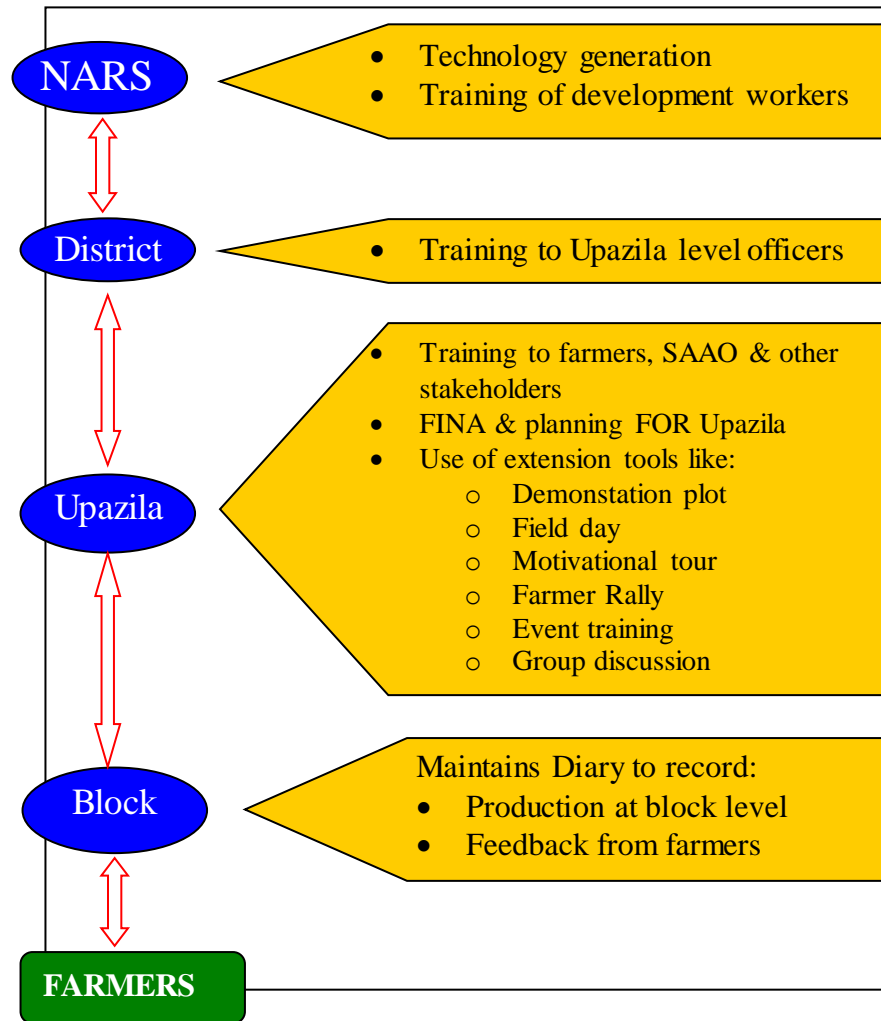 NARS
• Technology generation
• Training of development workers
District
• Training to Upazila level officers
Upazila
• Training to farmers, SAAO & other
stakeholders
• FINA & planning FOR Upazila
• Use of extension tools like:
o Demonstation plot
o Field day
o Motivational tour
o Farmer Rally
o Event training
o Group discussion
Block
Maintains Diary to record:
• Production at block level
• Feedback from farmers
FARMERS